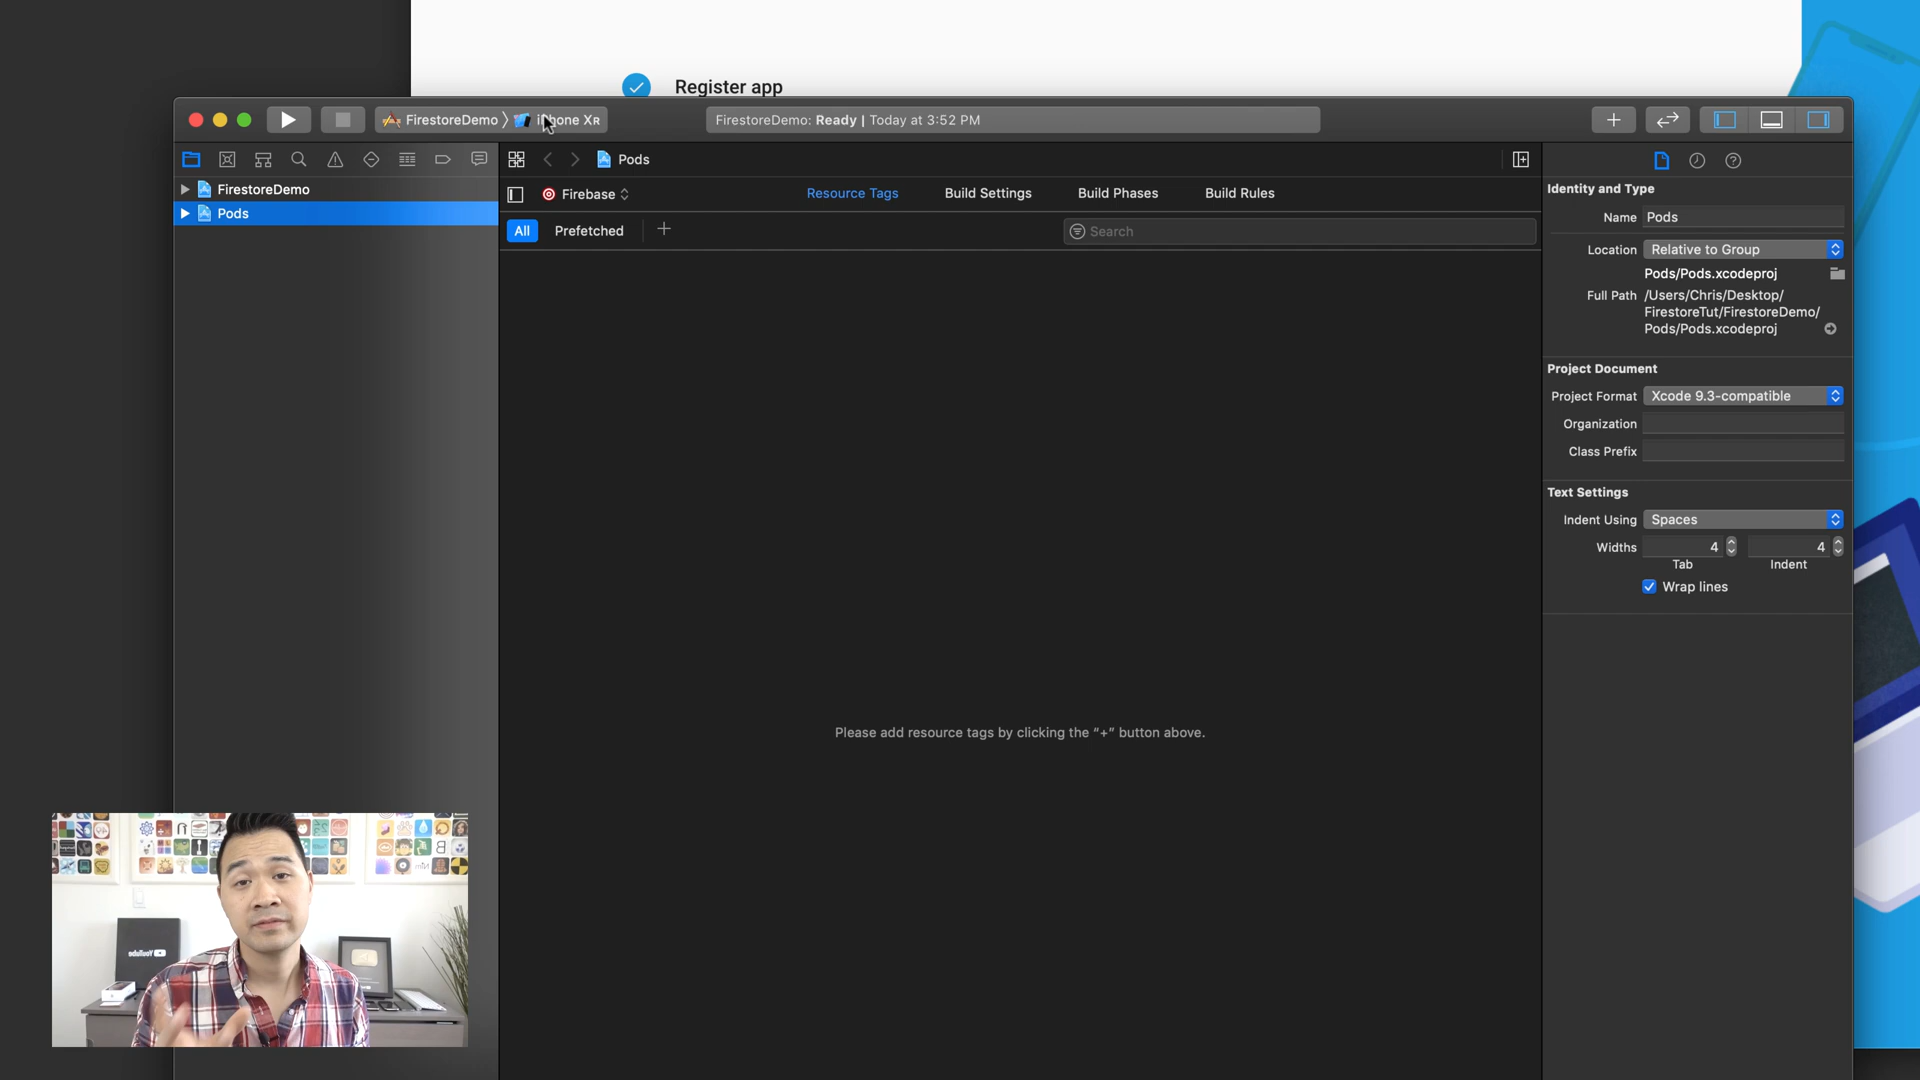 Register app
FirestoreDemo
iPhone XR
FirestoreDemo: Ready | Today at 3:52 PM
Pods
FirestoreDemo
Pods
Firebase
Resource Tags
Build Settings
Build Phases
Build Rules
All
Prefetched
Search
Please add resource tags by clicking the "+" button above.
Identity and Type
Name Pods
Location Relative to Group
Pods/Pods.xcodeproj
Full Path /Users/Chris/Desktop/
FirestoreTut/FirestoreDemo/
Pods/Pods.xcodeproj
Project Document
Project Format Xcode 9.3-compatible
Organization
Class Prefix
Text Settings
Indent Using Spaces
Widths 4 4
Tab Indent
Wrap lines